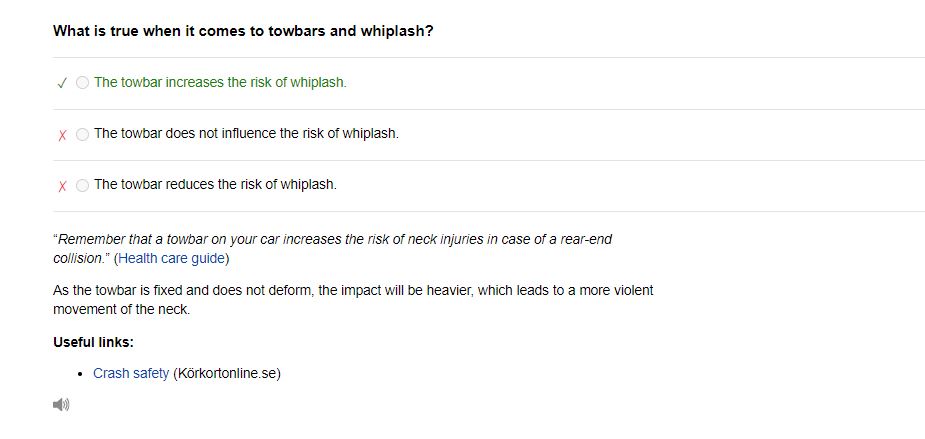 What is true when it comes to towbars and whiplash?
✓ The towbar increases the risk of whiplash.
X The towbar does not influence the risk of whiplash.
X The towbar reduces the risk of whiplash.
“Remember that a towbar on your car increases the risk of neck injuries in case of a rear-end
collision.” (Health care guide)
As the towbar is fixed and does not deform, the impact will be heavier, which leads to a more violent
movement of the neck.
Useful links:
• Crash safety (Körkortonline.se)